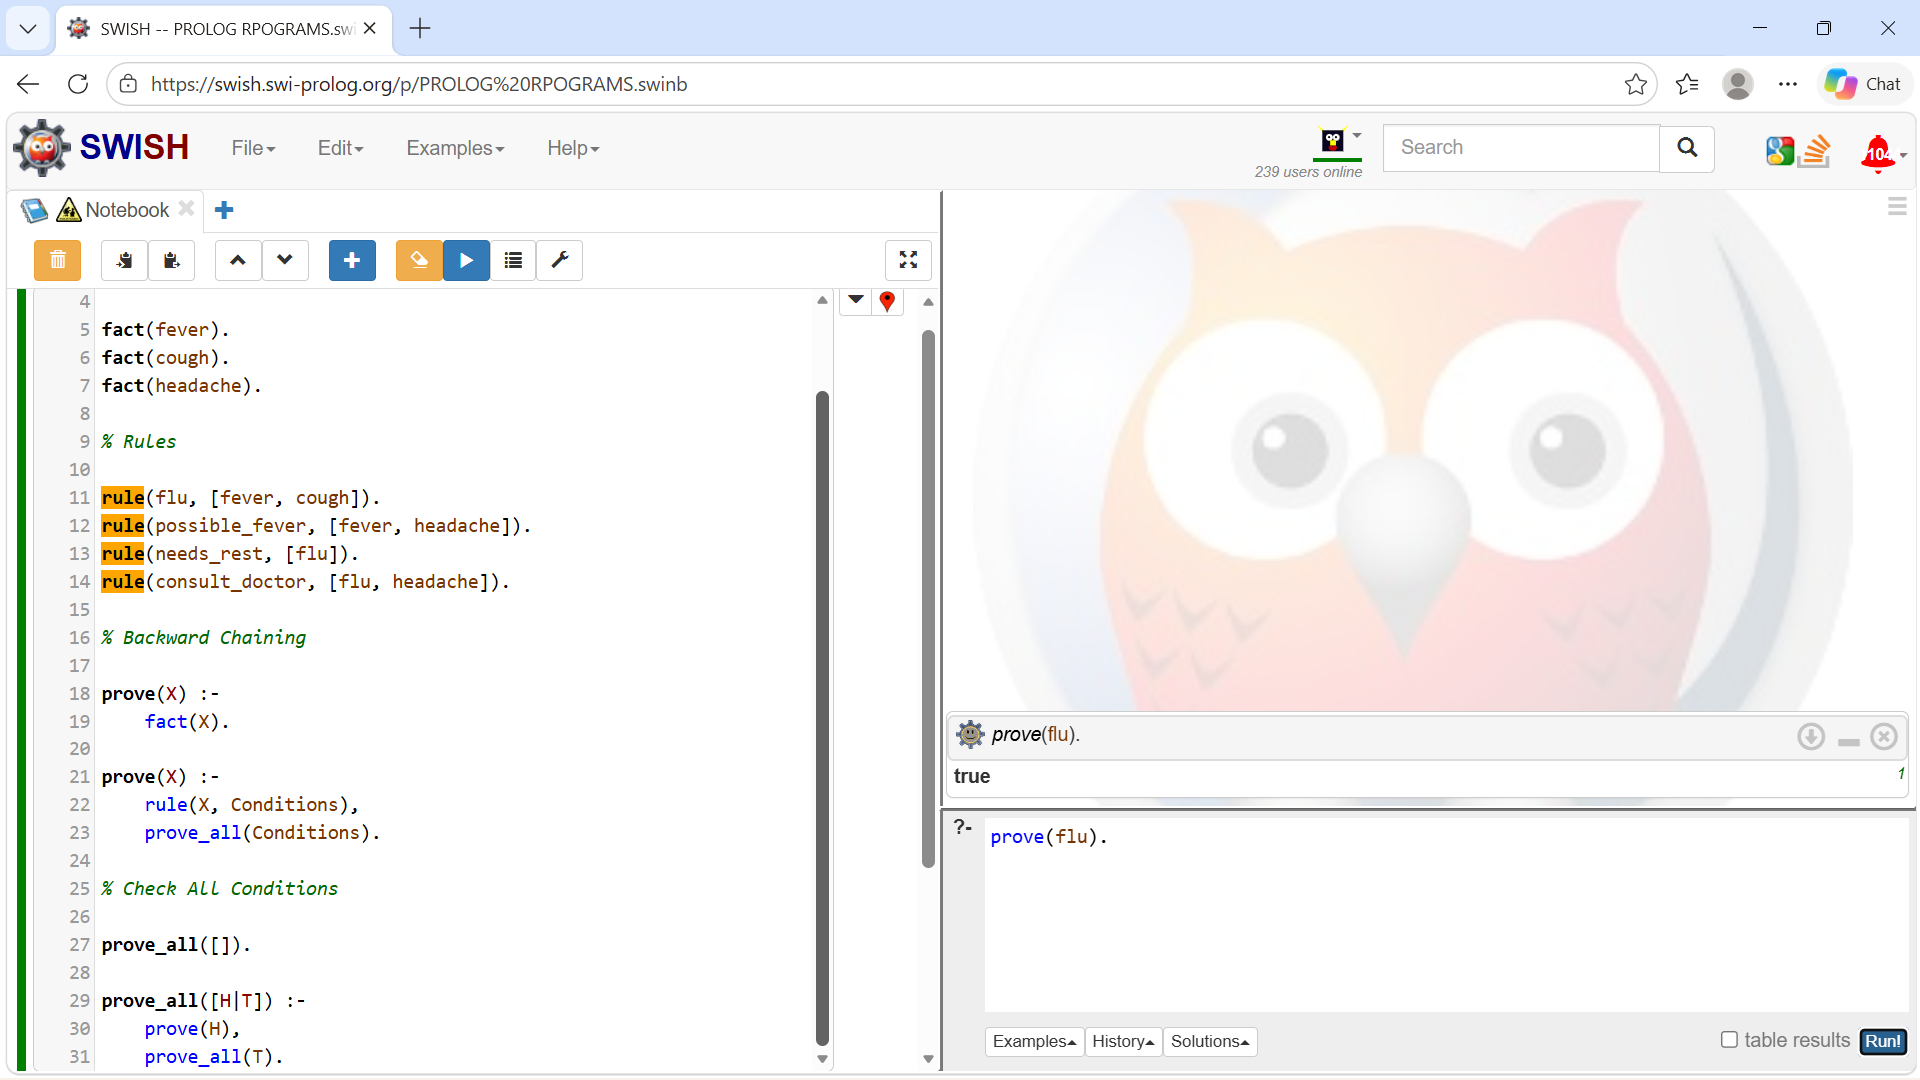 SWISH -- PROLOG RPOGRAMS.swi
https://swish.swi-prolog.org/p/PROLOG%20RPOGRAMS.swinb
Chat
SWISH
File
Edit
Examples
Help
239 users online
Search
104
Notebook
4
5 fact(fever).
6 fact(cough).
7 fact(headache).
8
9 % Rules
10
11 rule(flu, [fever, cough]).
12 rule(possible_fever, [fever, headache]).
13 rule(needs_rest, [flu]).
14 rule(consult_doctor, [flu, headache]).
15
16 % Backward Chaining
17
18 prove(X) :-
19 fact(X).
20
21 prove(X) :-
22 rule(X, Conditions),
23 prove_all(Conditions).
24
25 % Check All Conditions
26
27 prove_all([]).
28
29 prove_all([H|T]) :-
30 prove(H),
31 prove_all(T).
prove(flu).
true
1
?- prove(flu).
Examples
History
Solutions
table results
Run!